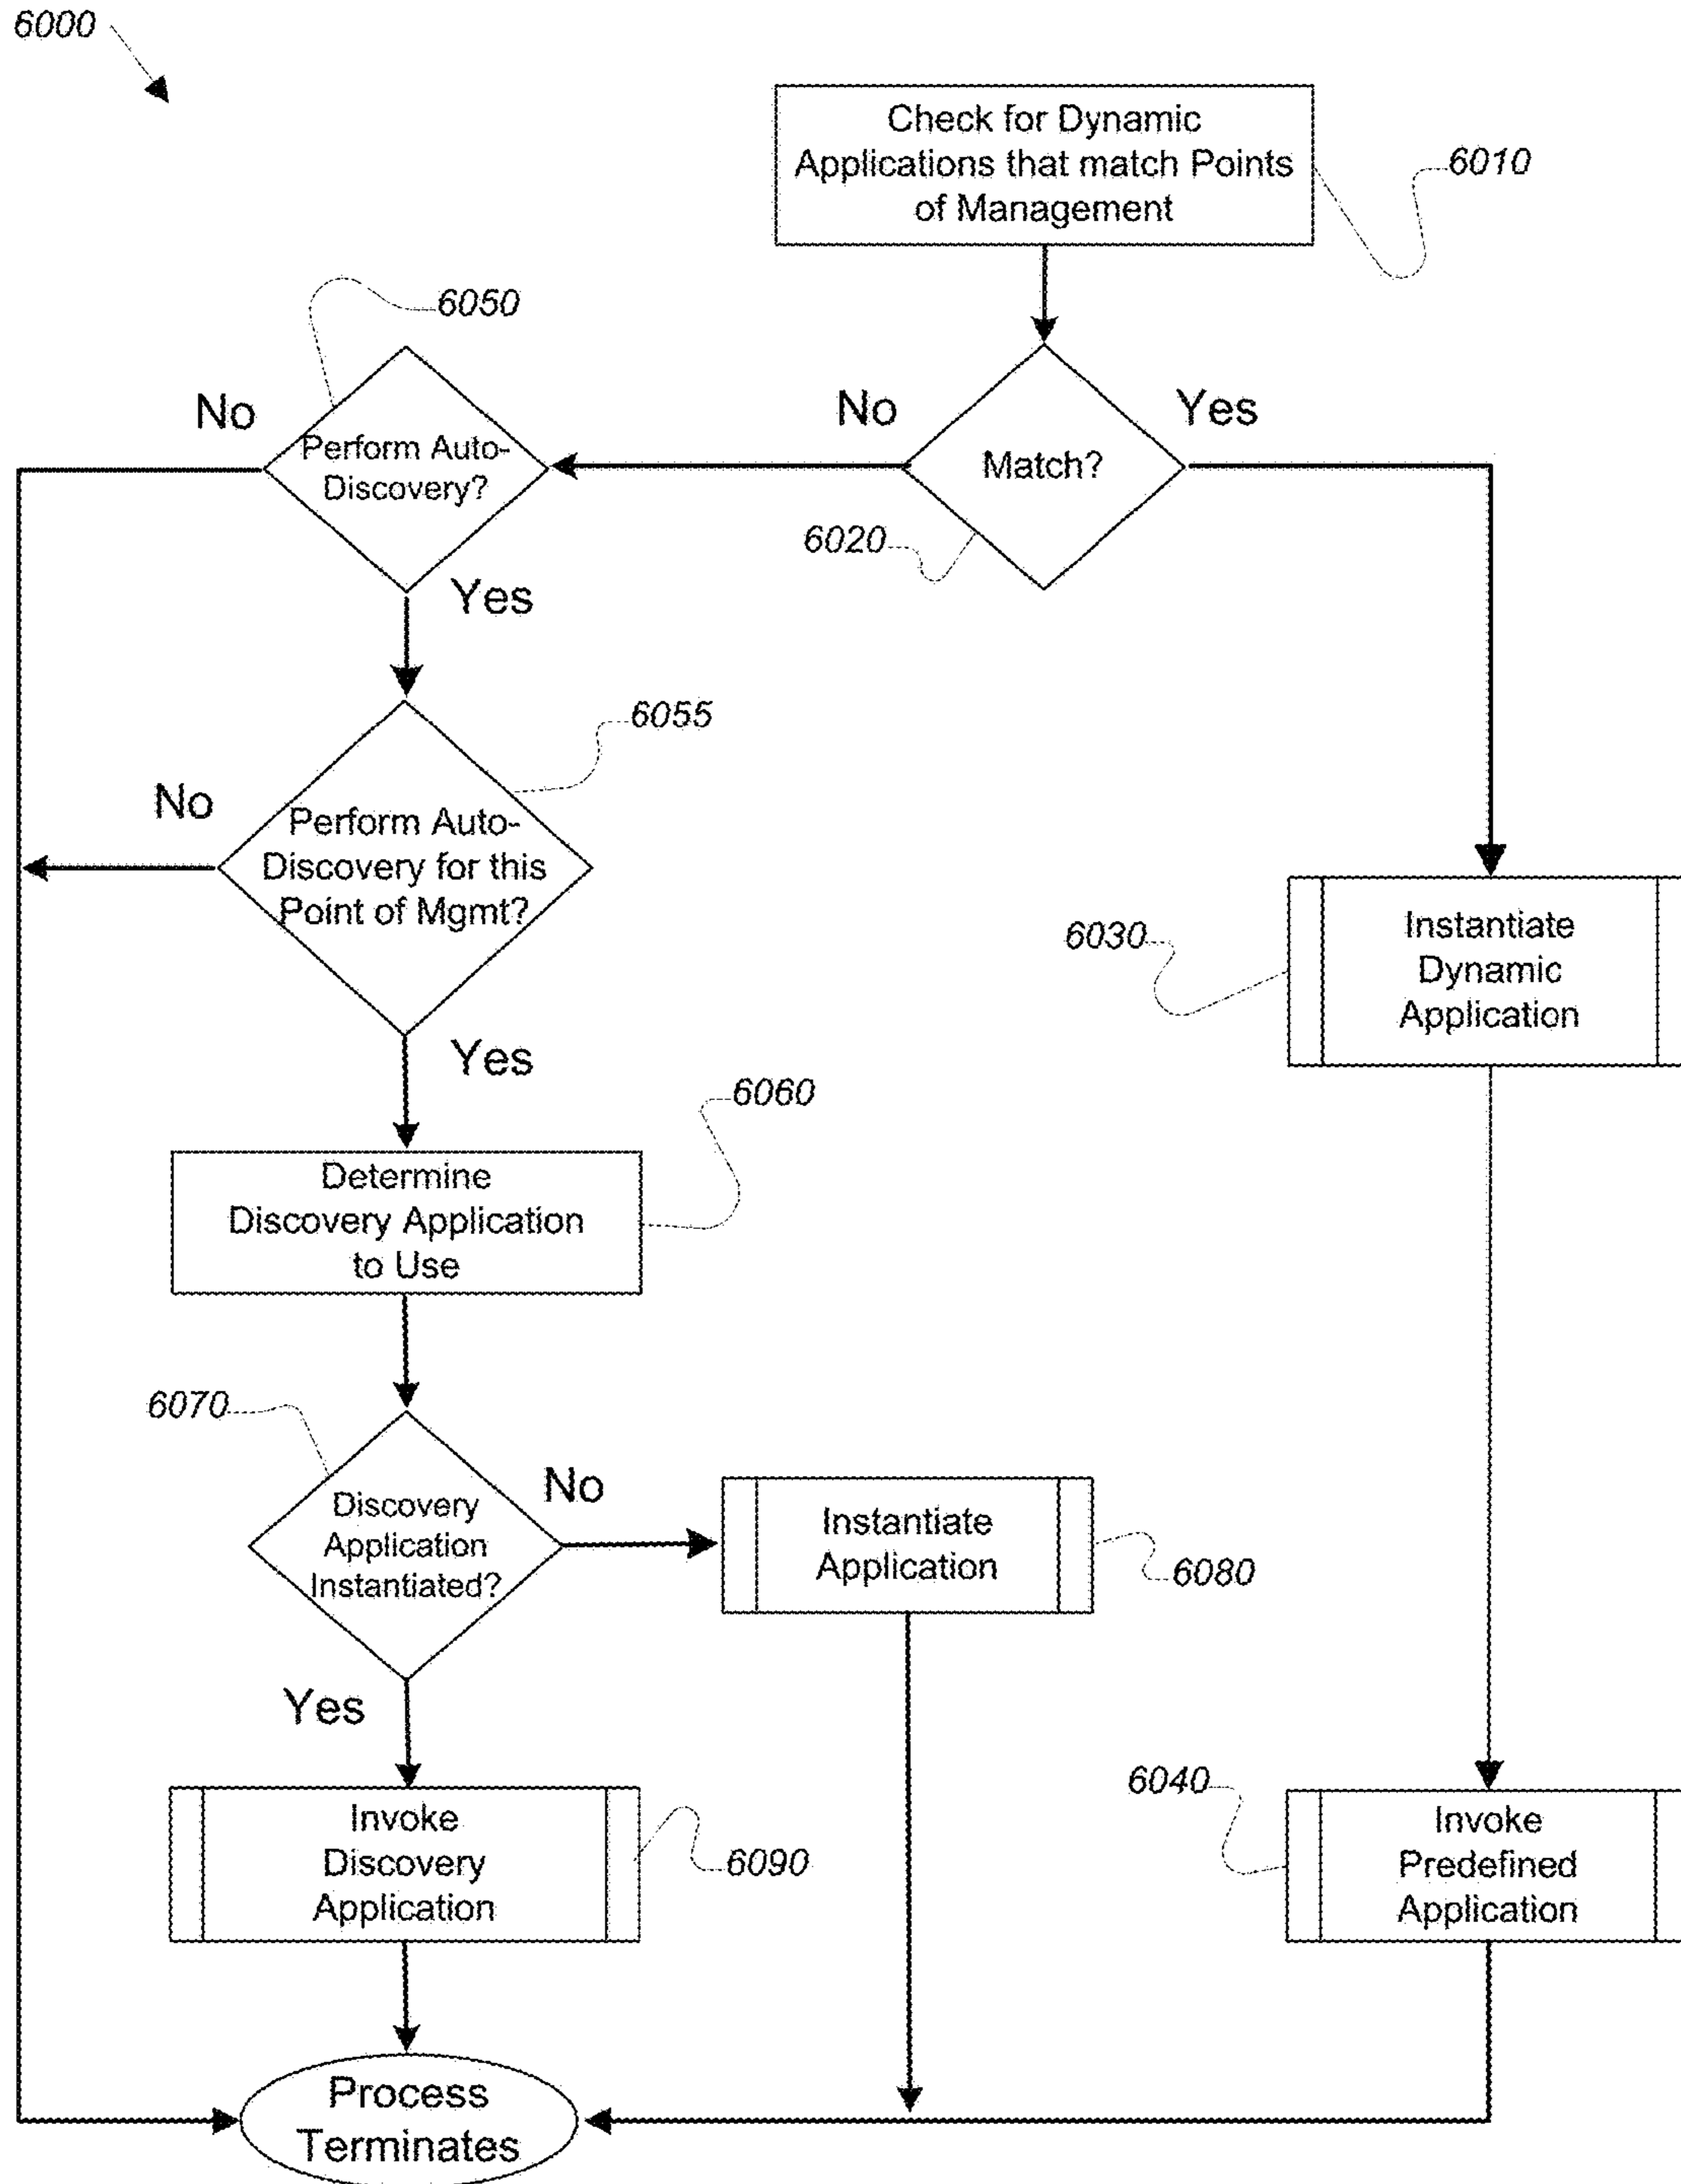 6000
Check for Dynamic
Applications that match Points
of Management
6010
6050
No
Perform Auto-
Discovery?
Yes
No
Yes
Match?
6020
6055
No
Perform Auto-
Discovery for this
Point of Mgmt?
Yes
6030
Instantiate
Dynamic
Application
6060
Determine
Discovery Application
to Use
6070
Discovery
Application
Instantiated?
No
Instantiate
Application
6080
Yes
Invoke
Discovery
Application
6090
6040
Invoke
Predefined
Application
Process
Terminates